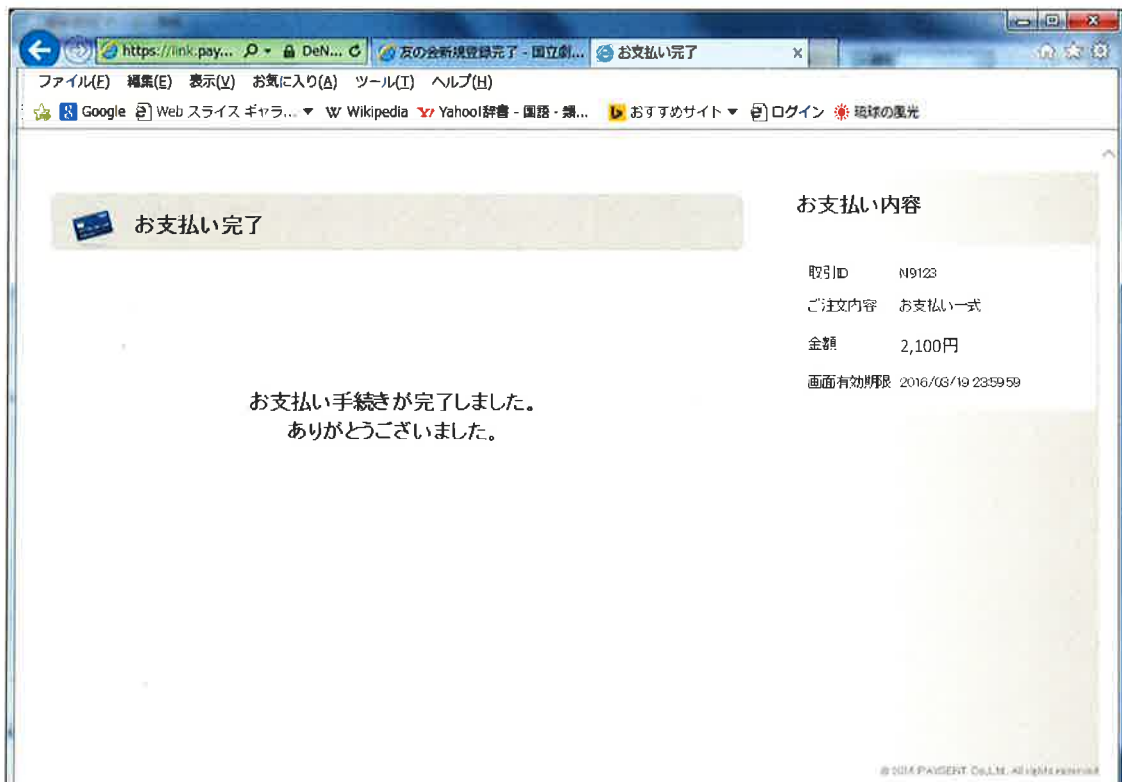 https://link.pay... DeN... 友の会新規登録完了 - 国立劇... お支払い完了
ファイル(F) 編集(E) 表示(V) お気に入り(A) ツール(T) ヘルプ(H)
Google Web スライス ギャラ... Wikipedia Yahoo!辞書 - 国語・類... おすすめサイト ログイン 琉球の風光
お支払い完了
お支払い手続きが完了しました。
ありがとうございました。
お支払い内容
取引ID N9123
ご注文内容 お支払い一式
金額 2,100円
画面有効期限 2016/03/19 23:59:59
All rights reserved